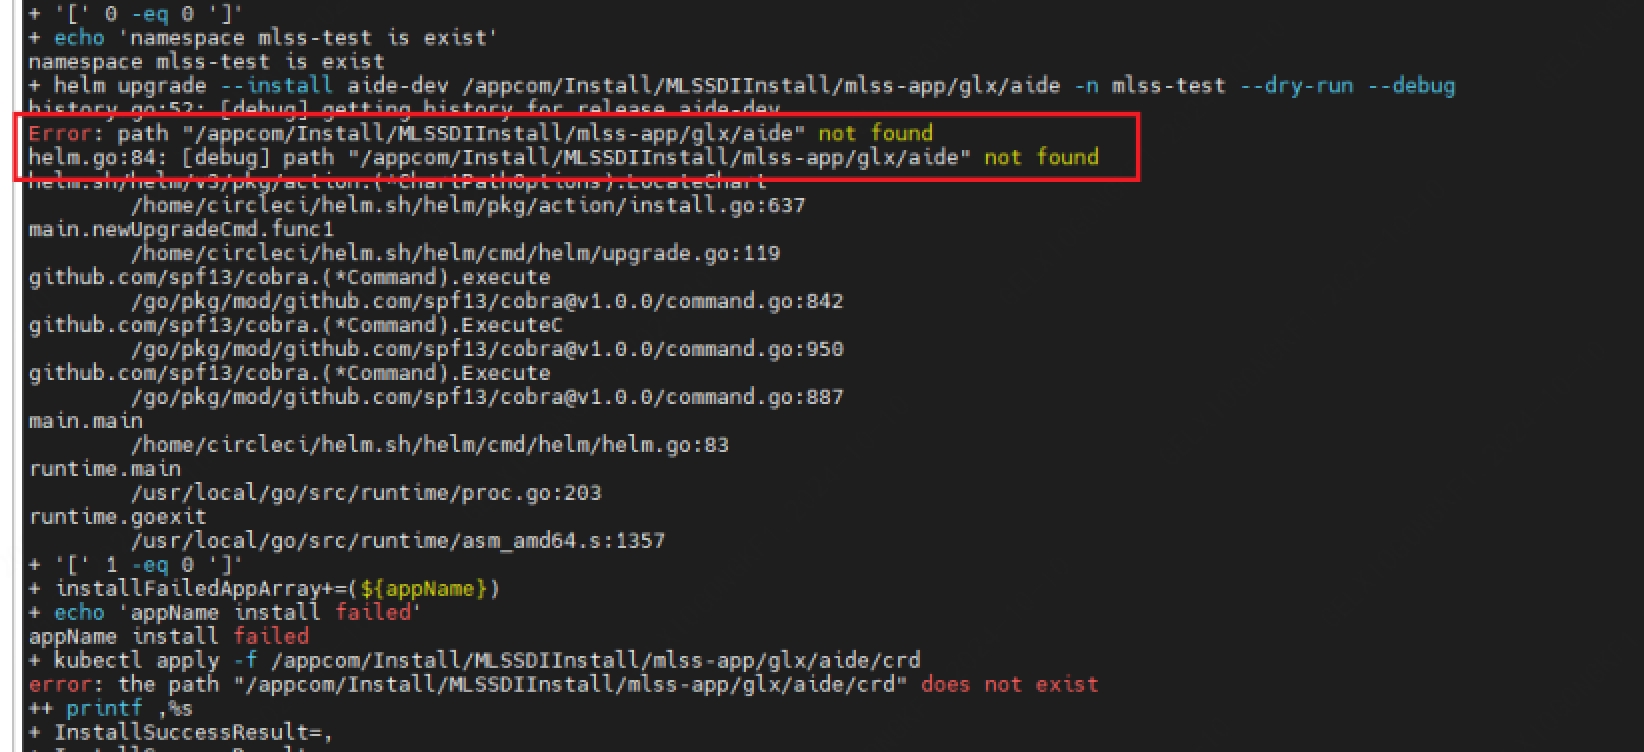 + '[' 0 -eq 0 ']'
+ echo 'namespace mlss-test is exist'
namespace mlss-test is exist
+ helm upgrade --install aide-dev /appcom/Install/MLSSDIInstall/mlss-app/glx/aide -n mlss-test --dry-run --debug
history.go:52: [debug] getting history for release aide-dev
Error: path "/appcom/Install/MLSSDIInstall/mlss-app/glx/aide" not found
helm.go:84: [debug] path "/appcom/Install/MLSSDIInstall/mlss-app/glx/aide" not found
helm.sh/helm/v3/pkg/action.(*ChartPathOptions).LocateChart
/home/circleci/helm.sh/helm/pkg/action/install.go:637
main.newUpgradeCmd.func1
/home/circleci/helm.sh/helm/cmd/helm/upgrade.go:119
github.com/spf13/cobra.(*Command).execute
/go/pkg/mod/github.com/spf13/cobra@v1.0.0/command.go:842
github.com/spf13/cobra.(*Command).ExecuteC
/go/pkg/mod/github.com/spf13/cobra@v1.0.0/command.go:950
github.com/spf13/cobra.(*Command).Execute
/go/pkg/mod/github.com/spf13/cobra@v1.0.0/command.go:887
main.main
/home/circleci/helm.sh/helm/cmd/helm/helm.go:83
runtime.main
/usr/local/go/src/runtime/proc.go:203
runtime.goexit
/usr/local/go/src/runtime/asm_amd64.s:1357
+ '[' 1 -eq 0 ']'
+ installFailedAppArray+=(${appName})
+ echo 'appName install failed'
appName install failed
+ kubectl apply -f /appcom/Install/MLSSDIInstall/mlss-app/glx/aide/crd
error: the path "/appcom/Install/MLSSDIInstall/mlss-app/glx/aide/crd" does not exist
++ printf ,%s
+ InstallSuccessResult=,